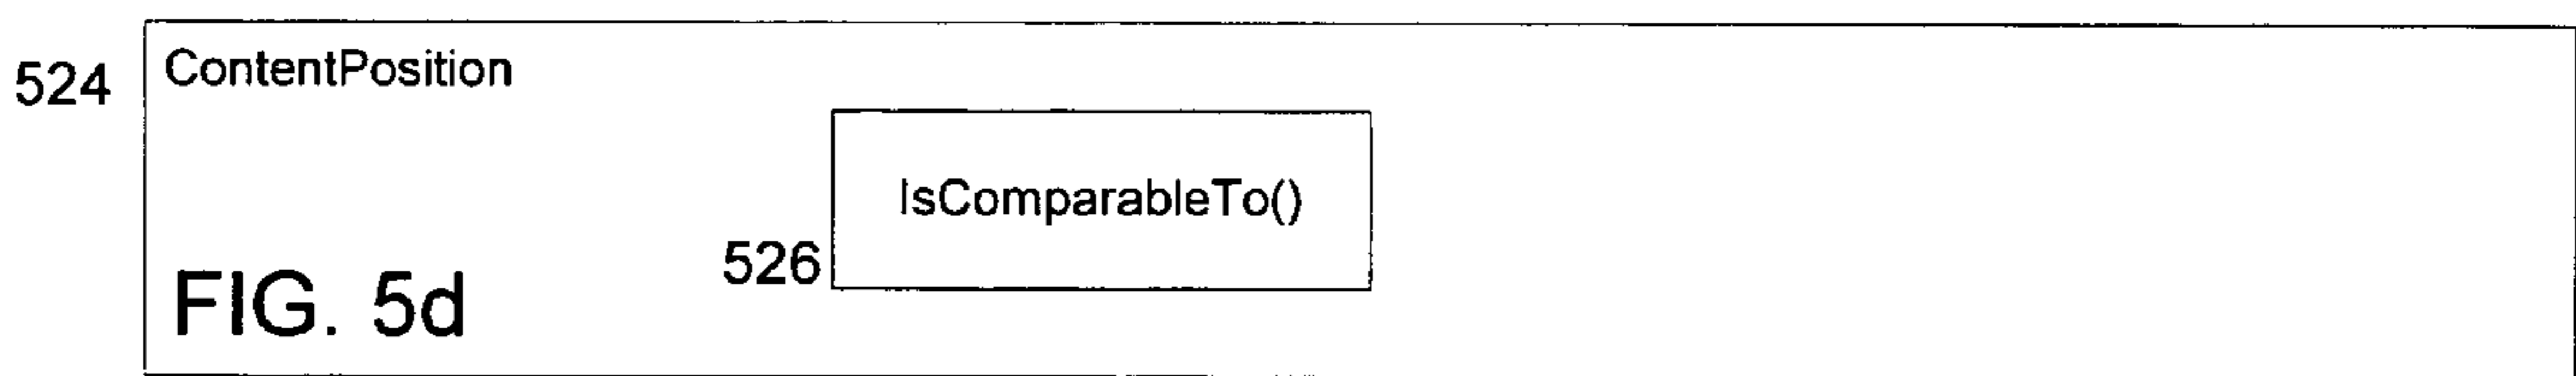 524
ContentPosition
IsComparableTo()
526
FIG. 5d